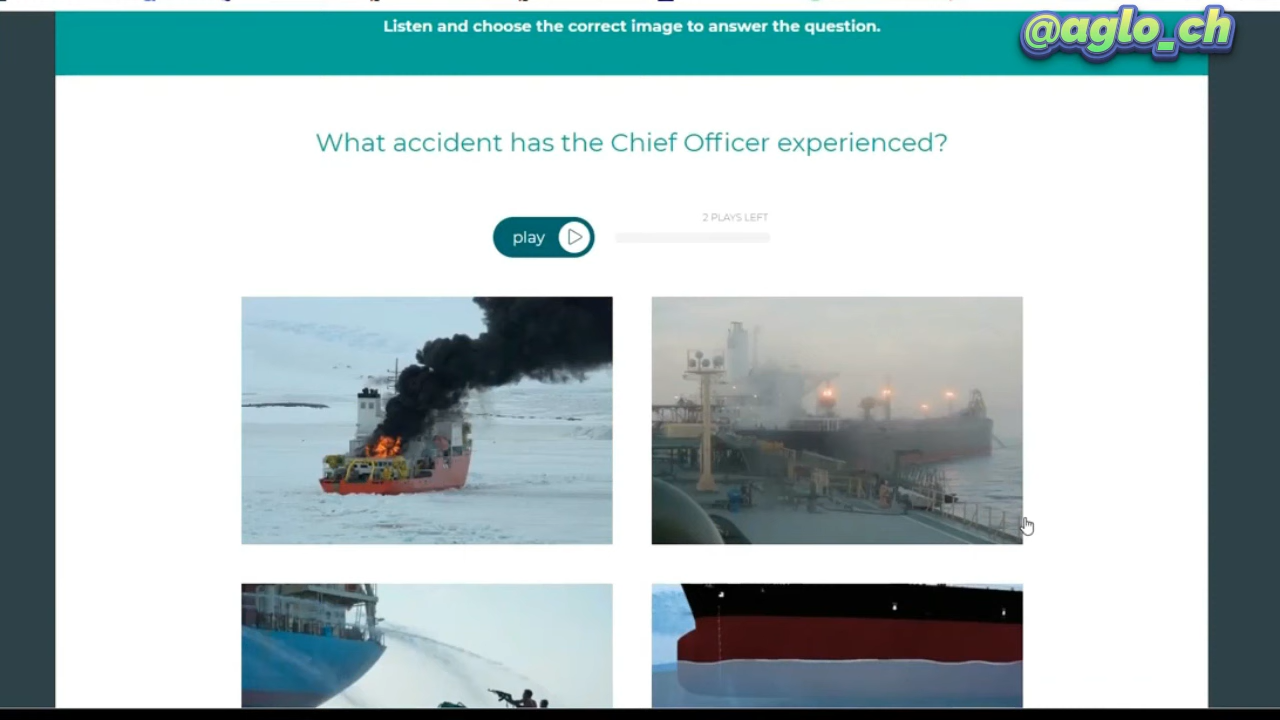 Listen and choose the correct image to answer the question.
@aglo_ch
What accident has the Chief Officer experienced?
2 PLAYS LEFT
play